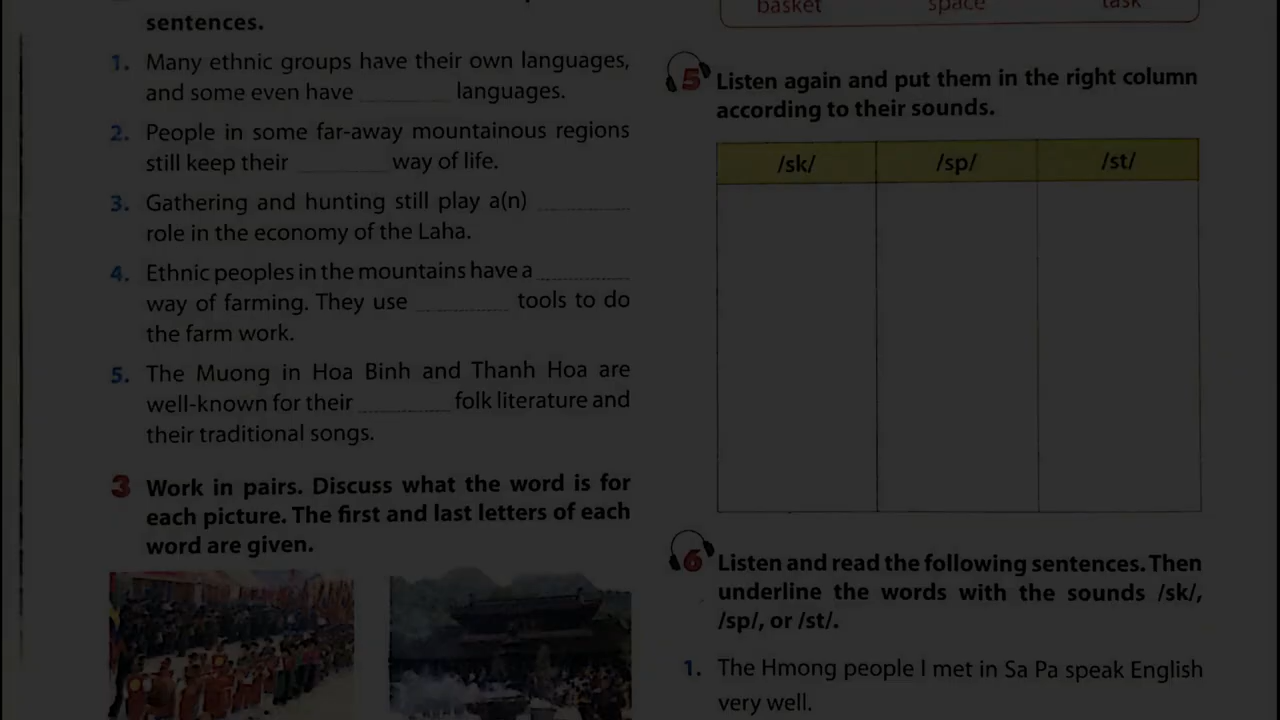 sentences.
1. Many ethnic groups have their own languages,
and some even have ________ languages.
2. People in some far-away mountainous regions
still keep their ________ way of life.
3. Gathering and hunting still play a(n) ________
role in the economy of the Laha.
4. Ethnic peoples in the mountains have a ________
way of farming. They use ________ tools to do
the farm work.
5. The Muong in Hoa Binh and Thanh Hoa are
well-known for their ________ folk literature and
their traditional songs.
3 Work in pairs. Discuss what the word is for
each picture. The first and last letters of each
word are given.
basket space task
5 Listen again and put them in the right column
according to their sounds.
/sk/ /sp/ /st/
6 Listen and read the following sentences. Then
underline the words with the sounds /sk/,
/sp/, or /st/.
1. The Hmong people I met in Sa Pa speak English
very well.